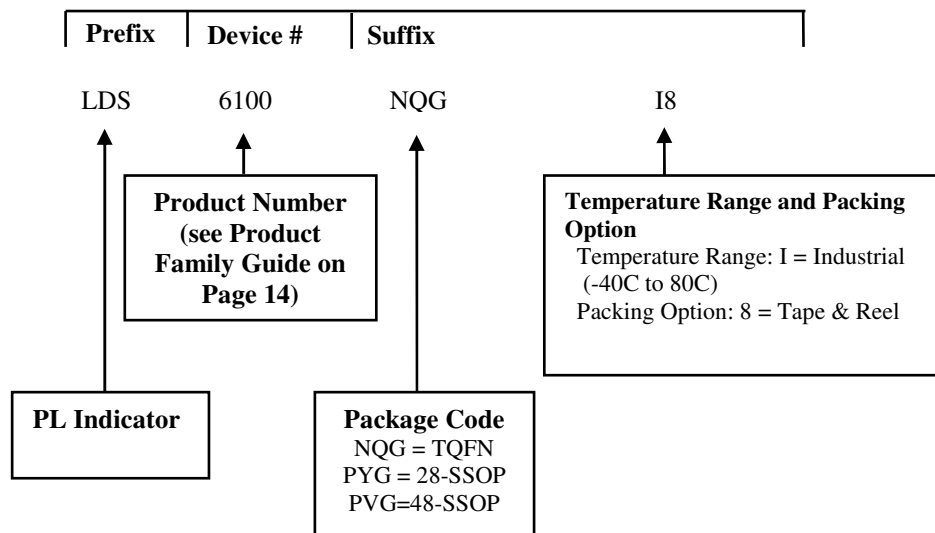 Prefix Device # Suffix
LDS 6100 NQG I8
Product Number
(see Product
Family Guide on
Page 14)
Temperature Range and Packing
Option
Temperature Range: I = Industrial
(-40C to 80C)
Packing Option: 8 = Tape & Reel
PL Indicator
Package Code
NQG = TQFN
PYG = 28-SSOP
PVG=48-SSOP